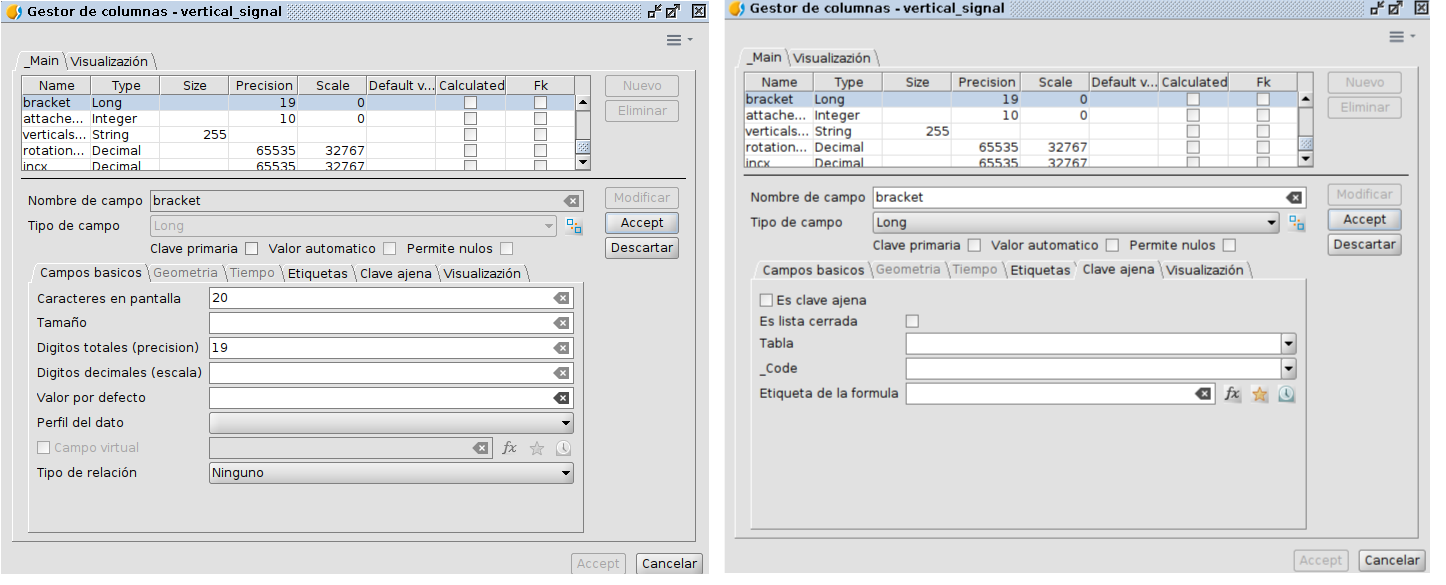 Gestor de columnas - vertical_signal
_Main Visualización
Name Type Size Precision Scale Default v... Calculated Fk
bracket Long 19 0
attache... Integer 10 0
verticals... String 255
rotation... Decimal 65535 32767
incx Decimal 65535 32767
Nuevo
Eliminar
Nombre de campo bracket
Modificar
Tipo de campo Long
Accept
Clave primaria Valor automatico Permite nulos
Descartar
Campos basicos Geometria Tiempo Etiquetas Clave ajena Visualización
Caracteres en pantalla 20
Tamaño
Digitos totales (precision) 19
Digitos decimales (escala)
Valor por defecto
Perfil del dato
Campo virtual fx
Tipo de relación Ninguno
Accept Cancelar
Gestor de columnas - vertical_signal
_Main Visualización
Name Type Size Precision Scale Default v... Calculated Fk
bracket Long 19 0
attache... Integer 10 0
verticals... String 255
rotation... Decimal 65535 32767
incx Decimal 65535 32767
Nuevo
Eliminar
Nombre de campo bracket
Modificar
Tipo de campo Long
Accept
Clave primaria Valor automatico Permite nulos
Descartar
Campos basicos Geometria Tiempo Etiquetas Clave ajena Visualización
Es clave ajena
Es lista cerrada
Tabla
_Code
Etiqueta de la formula fx
Accept Cancelar